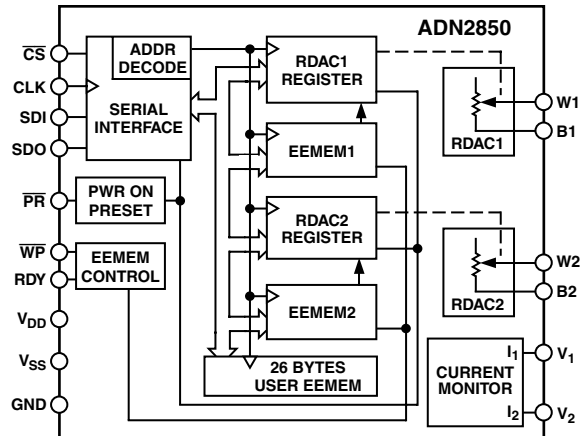 ADN2850
CS
CLK
SDI
SDO
PR
WP
RDY
VDD
VSS
GND
ADDR
DECODE
SERIAL
INTERFACE
PWR ON
PRESET
EEMEM
CONTROL
RDAC1
REGISTER
EEMEM1
RDAC2
REGISTER
EEMEM2
26 BYTES
USER EEMEM
RDAC1
RDAC2
CURRENT
MONITOR
I1
I2
W1
B1
W2
B2
V1
V2